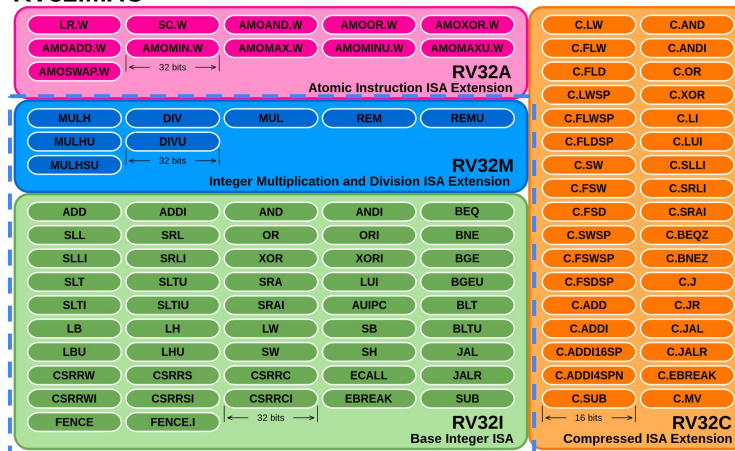 LR.W SC.W AMOAND.W AMOOR.W AMOXOR.W
AMOADD.W AMOMIN.W AMOMAX.W AMOMINU.W AMOMAXU.W
AMOSWAP.W 32 bits RV32A
Atomic Instruction ISA Extension
MULH DIV MUL REM REMU
MULHU DIVU
MULHSU 32 bits RV32M
Integer Multiplication and Division ISA Extension
ADD ADDI AND ANDI BEQ
SLL SRL OR ORI BNE
SLLI SRLI XOR XORI BGE
SLT SLTU SRA LUI BGEU
SLTI SLTIU SRAI AUIPC BLT
LB LH LW SB BLTU
LBU LHU SW SH JAL
CSRRW CSRRS CSRRC ECALL JALR
CSRRWI CSRRSI CSRRCI EBREAK SUB
FENCE FENCE.I 32 bits RV32I
Base Integer ISA
C.LW C.AND
C.FLW C.ANDI
C.FLD C.OR
C.LWSP C.XOR
C.FLWSP C.LI
C.FLDSP C.LUI
C.SW C.SLLI
C.FSW C.SRLI
C.FSD C.SRAI
C.SWSP C.BEQZ
C.FSWSP C.BNEZ
C.FSDSP C.J
C.ADD C.JR
C.ADDI C.JAL
C.ADDI16SP C.JALR
C.ADDI4SPN C.EBREAK
C.SUB C.MV
16 bits RV32C
Compressed ISA Extension